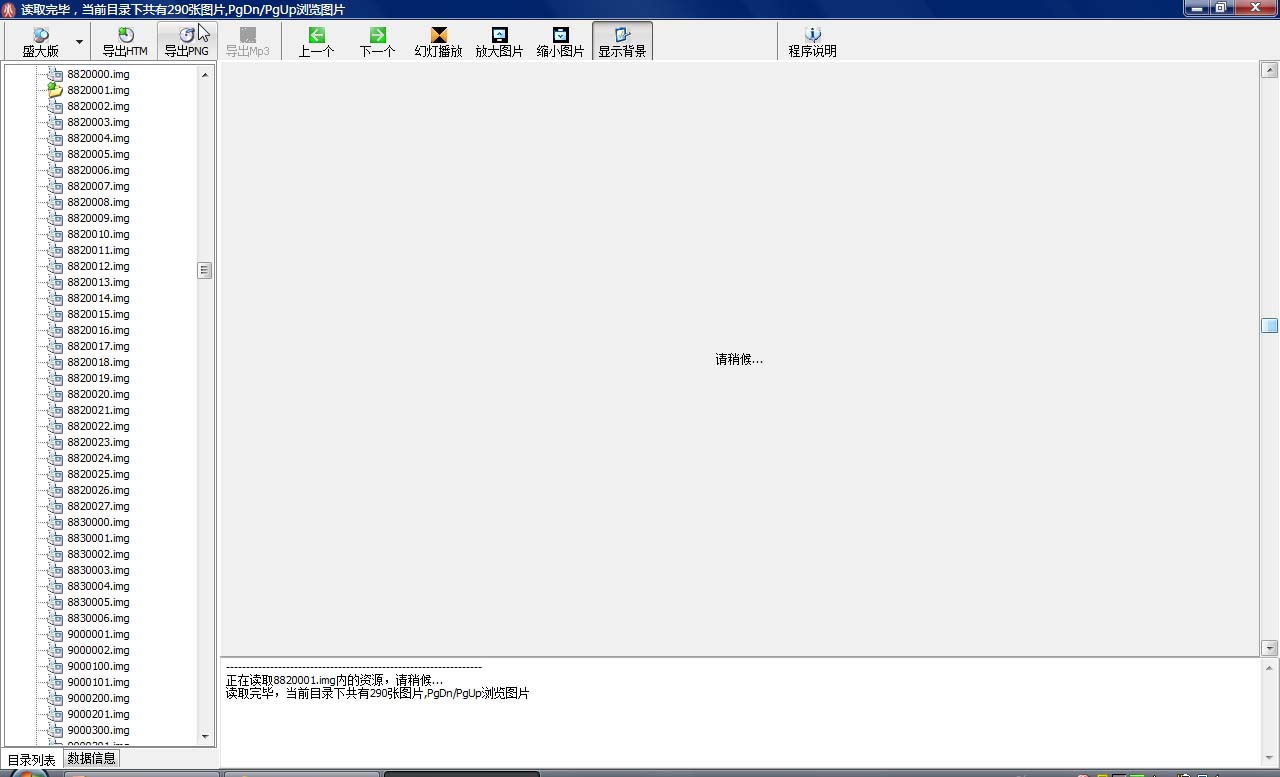 读取完毕，当前目录下共有290张图片,PgDn/PgUp浏览图片
盛大版 导出HTM 导出PNG 导出Mp3 上一个 下一个 幻灯播放 放大图片 缩小图片 显示背景 程序说明
8820000.img
8820001.img
8820002.img
8820003.img
8820004.img
8820005.img
8820006.img
8820007.img
8820008.img
8820009.img
8820010.img
8820011.img
8820012.img
8820013.img
8820014.img
8820015.img
8820016.img
8820017.img
8820018.img
8820019.img
8820020.img
8820021.img
8820022.img
8820023.img
8820024.img
8820025.img
8820026.img
8820027.img
8830000.img
8830001.img
8830002.img
8830003.img
8830004.img
8830005.img
8830006.img
9000001.img
9000002.img
9000100.img
9000101.img
9000200.img
9000201.img
9000300.img
请稍候...
----------------------------------------------------------------
正在读取8820001.img内的资源，请稍候...
读取完毕，当前目录下共有290张图片,PgDn/PgUp浏览图片
目录列表 数据信息